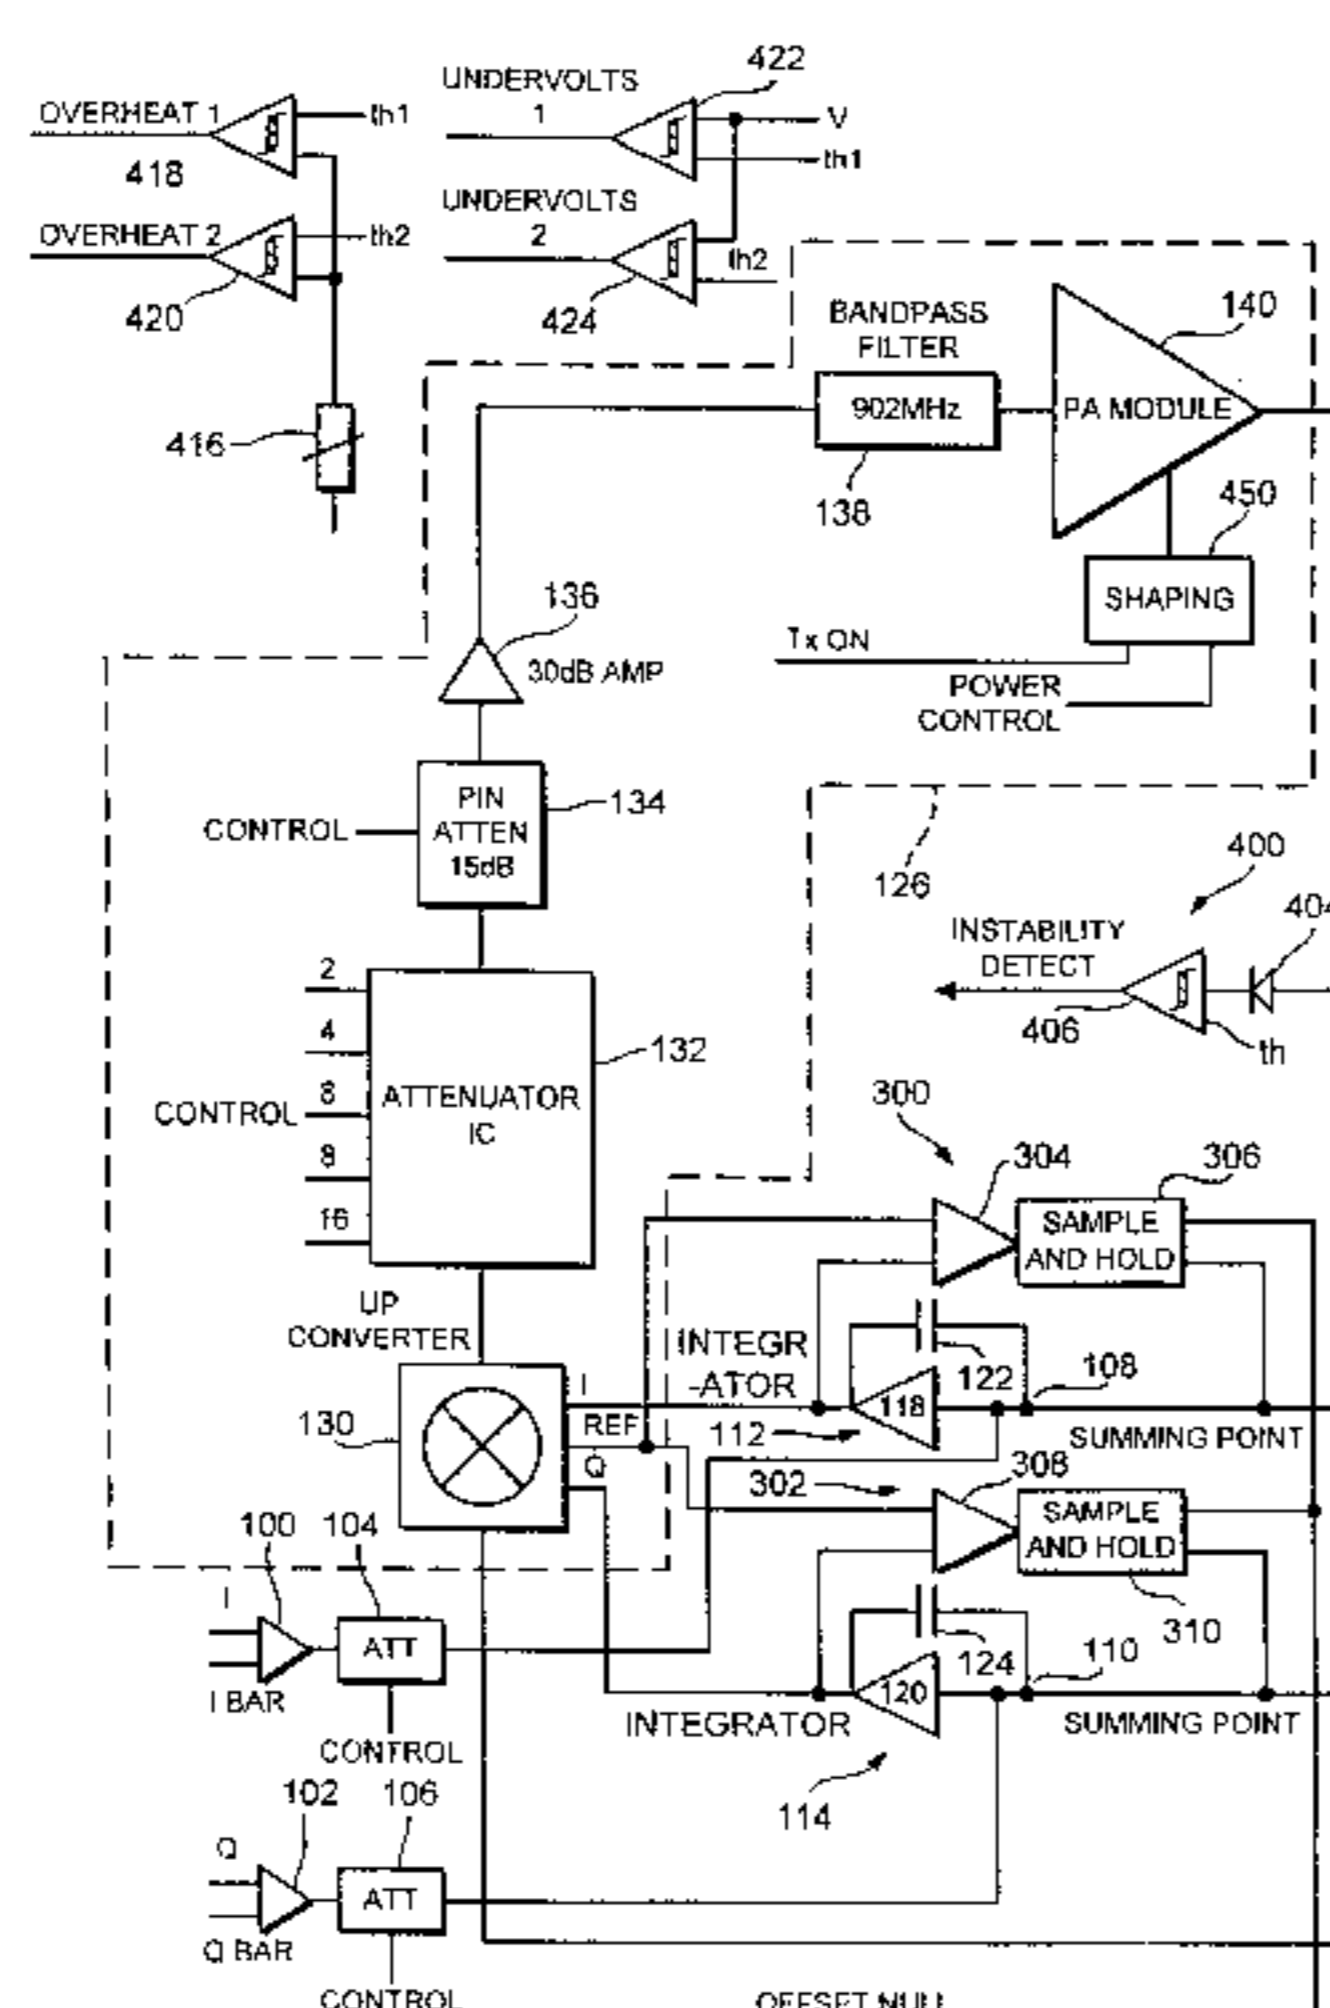 422
UNDERVOLTS
1
OVERHEAT 1
th1
V
th1
418
UNDERVOLTS
2
OVERHEAT 2
th2
th2
420
424
BANDPASS
FILTER
140
902MHz
PA MODULE
416
138
450
SHAPING
136
Tx ON
30dB AMP
POWER
CONTROL
PIN
ATTEN
15dB
134
CONTROL
126
400
404
INSTABILITY
DETECT
406
th
2
4
8
8
16
CONTROL
132
ATTENUATOR
IC
300
304
306
SAMPLE
AND HOLD
UP
CONVERTER
INTEGR
-ATOR
122
108
I
118
130
REF
112
SUMMING POINT
Q
302
308
100
104
SAMPLE
AND HOLD
I
310
ATT
124
110
I BAR
120
INTEGRATOR
SUMMING POINT
CONTROL
102
106
114
Q
ATT
Q BAR
CONTROL
OFFSET NULL